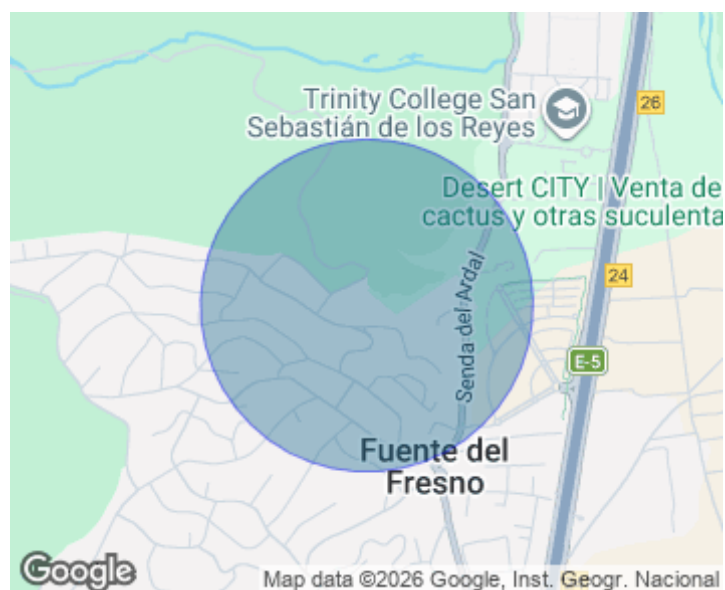 Trinity College San
Sebastián de los Reyes
26
Desert CITY | Venta de
cactus y otras suculenta
24
Senda del Ardal
E-5
Fuente del
Fresno
Google
Map data ©2026 Google, Inst. Geogr. Nacional